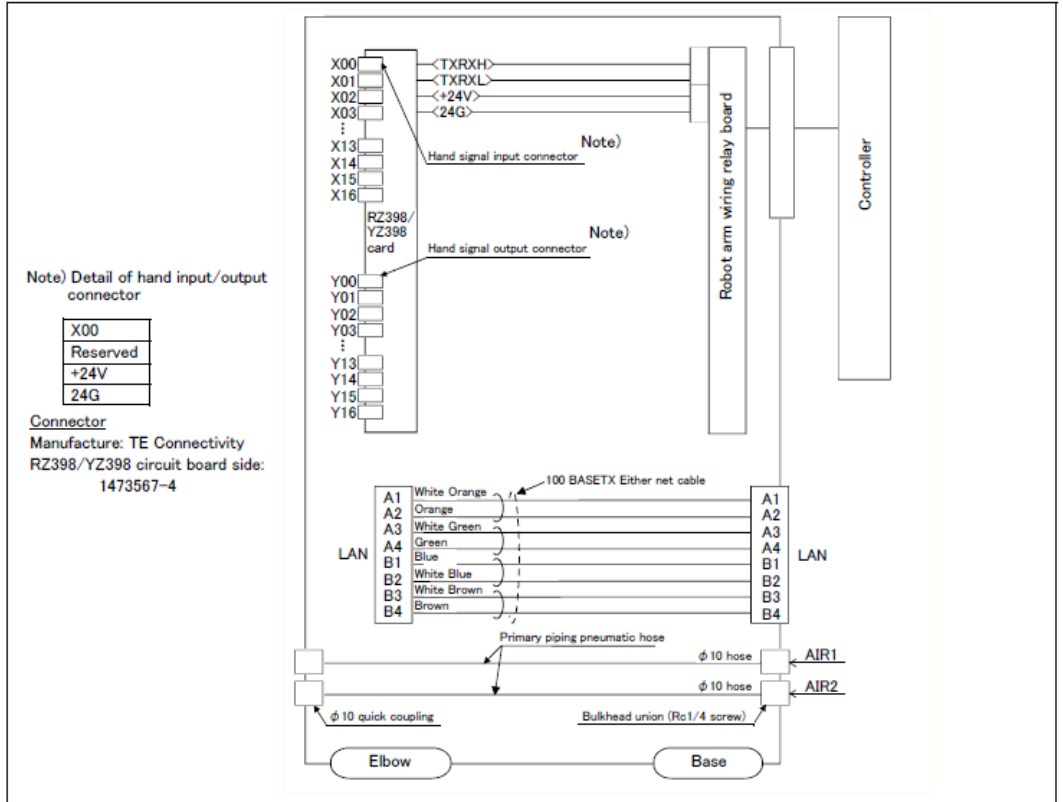 X00
X01
X02
X03
X13
X14
X15
X16
<TXRXH>
<TXRXL>
<+24V>
<24G>
Note)
Hand signal input connector
RZ398/
YZ398
card
Note)
Hand signal output connector
Y00
Y01
Y02
Y03
Y13
Y14
Y15
Y16
Robot arm wiring relay board
Controller
Note) Detail of hand input/output
connector
X00
Reserved
+24V
24G
Connector
Manufacture: TE Connectivity
RZ398/YZ398 circuit board side:
1473567-4
100 BASETX Either net cable
LAN
A1 White Orange A1
A2 Orange A2
A3 White Green A3
A4 Green A4
B1 Blue B1
B2 White Blue B2
B3 White Brown B3
B4 Brown B4
LAN
Primary piping pneumatic hose
φ10 hose AIR1
φ10 hose AIR2
φ10 quick coupling
Bulkhead union (Rc1/4 screw)
Elbow
Base